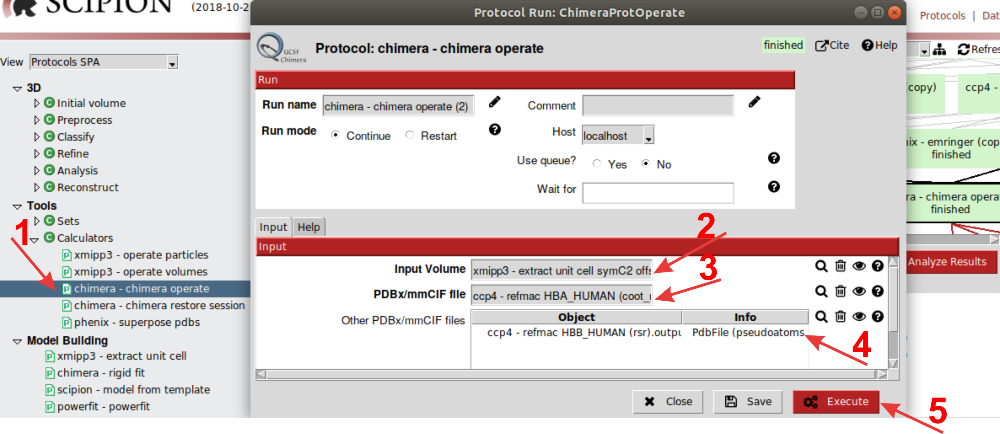 SCIPION (2018-10-2
Protocol Run: ChimeraProtOperate
Protocols | Dat
View Protocols SPA
UCSF Chimera
Protocol: chimera - chimera operate
finished Cite Help
Refres
3D
Initial volume
Preprocess
Classify
Refine
Analysis
Reconstruct
Tools
Sets
Calculators
xmipp3 - operate particles
xmipp3 - operate volumes
chimera - chimera operate
chimera - chimera restore session
phenix - superpose pdbs
Model Building
xmipp3 - extract unit cell
chimera - rigid fit
scipion - model from template
powerfit - powerfit
1
Run
Run name chimera - chimera operate (2) Comment
Run mode Continue Restart Host localhost
Use queue? Yes No
Wait for
Input Help
2
Input
Input Volume xmipp3 - extract unit cell symC2 offs
3
PDBx/mmCIF file ccp4 - refmac HBA_HUMAN (coot_
Other PDBx/mmCIF files Object Info
ccp4 - refmac HBB_HUMAN (rsr).outpu PdbFile (pseudoatoms
4
Close Save Execute
5
(copy) ccp4 -
ix - emringer (cop
finished
ra - chimera opera
finished
Analyze Results